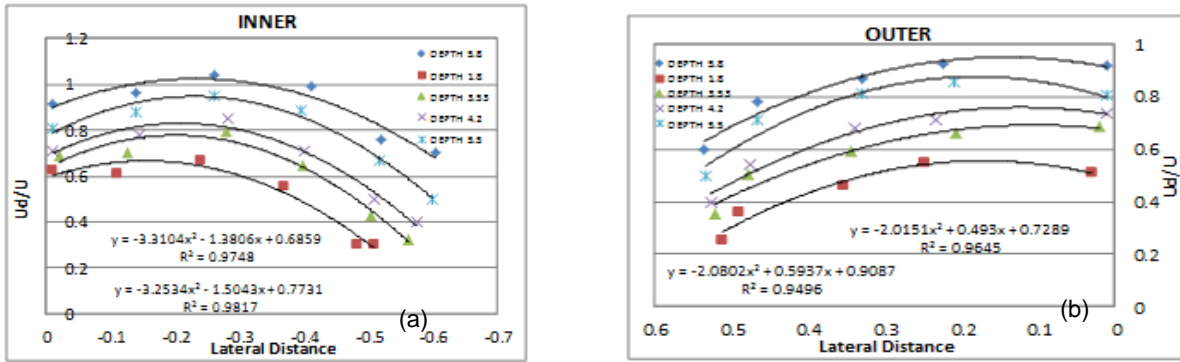 INNER
1.2
1
0.8
0.6
0.4
0.2
0
Ud/U
DEPTH 5.8
DEPTH 1.8
DEPTH 3.53
DEPTH 4.2
DEPTH 5.5
y = -3.3104x² - 1.3806x + 0.6859
R² = 0.9748
y = -3.2534x² - 1.5043x + 0.7731
R² = 0.9817
(a)
0 -0.1 -0.2 -0.3 -0.4 -0.5 -0.6 -0.7
Lateral Distance
OUTER
1
0.8
0.6
0.4
0.2
0
Ud/U
DEPTH 5.8
DEPTH 1.8
DEPTH 3.53
DEPTH 4.2
DEPTH 5.5
y = -2.0151x² + 0.493x + 0.7289
R² = 0.9645
y = -2.0802x² + 0.5937x + 0.9087
R² = 0.9496
(b)
0.6 0.5 0.4 0.3 0.2 0.1 0
Lateral Distance